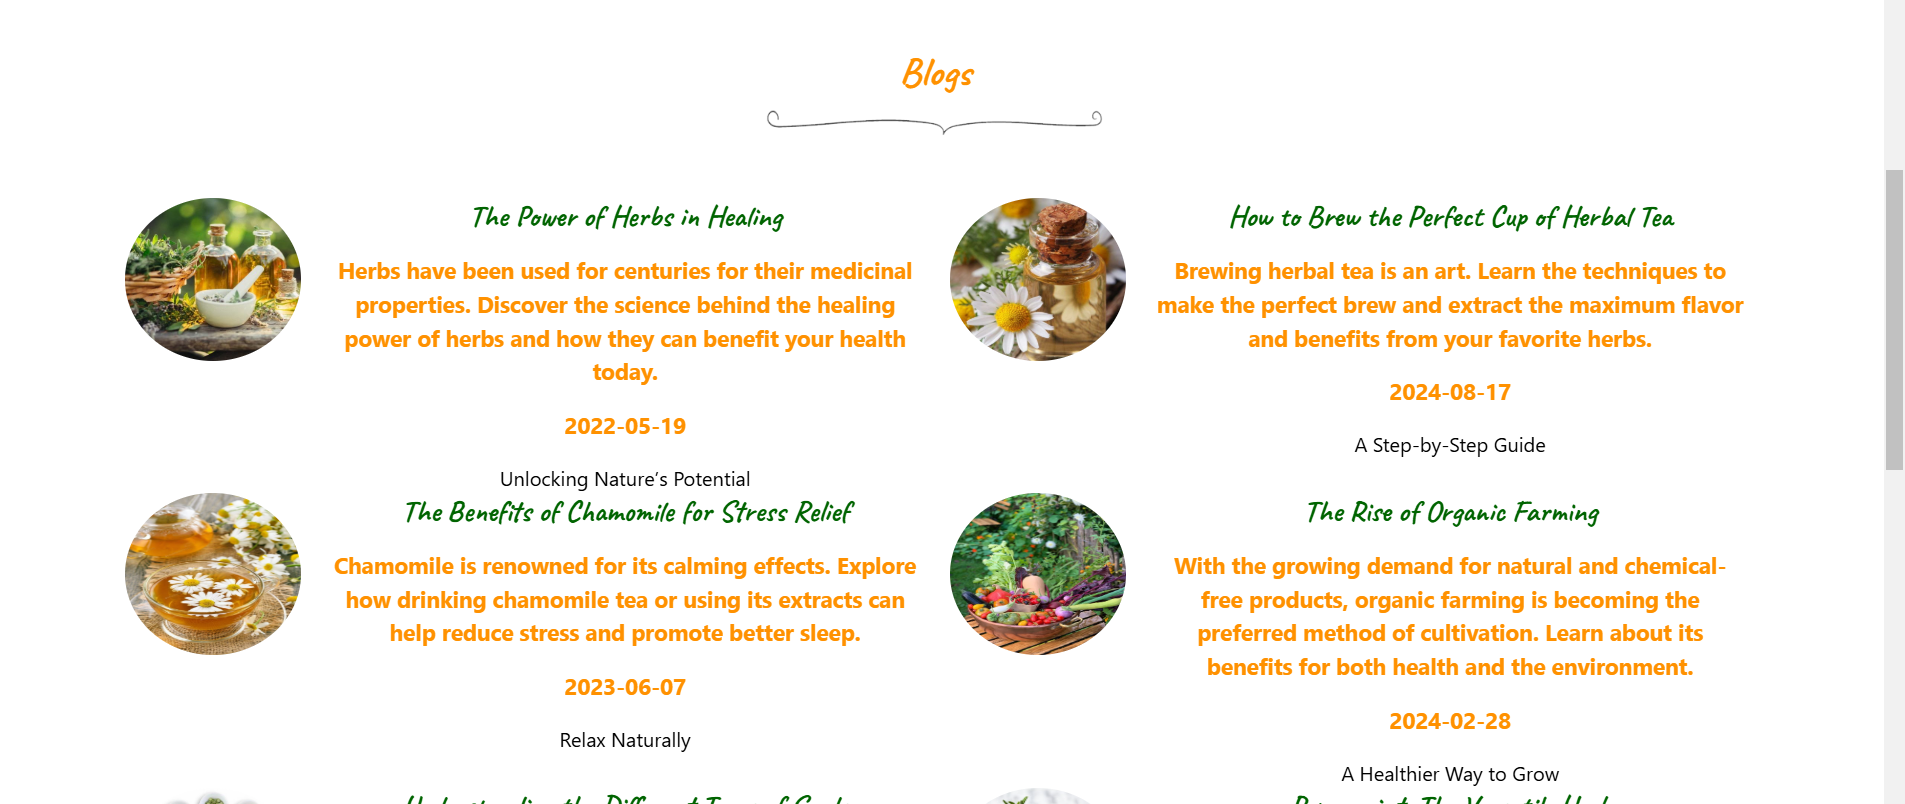 Blogs
The Power of Herbs in Healing
Herbs have been used for centuries for their medicinal
properties. Discover the science behind the healing
power of herbs and how they can benefit your health
today.
2022-05-19
Unlocking Nature’s Potential
How to Brew the Perfect Cup of Herbal Tea
Brewing herbal tea is an art. Learn the techniques to
make the perfect brew and extract the maximum flavor
and benefits from your favorite herbs.
2024-08-17
A Step-by-Step Guide
The Benefits of Chamomile for Stress Relief
Chamomile is renowned for its calming effects. Explore
how drinking chamomile tea or using its extracts can
help reduce stress and promote better sleep.
2023-06-07
Relax Naturally
The Rise of Organic Farming
With the growing demand for natural and chemical-
free products, organic farming is becoming the
preferred method of cultivation. Learn about its
benefits for both health and the environment.
2024-02-28
A Healthier Way to Grow